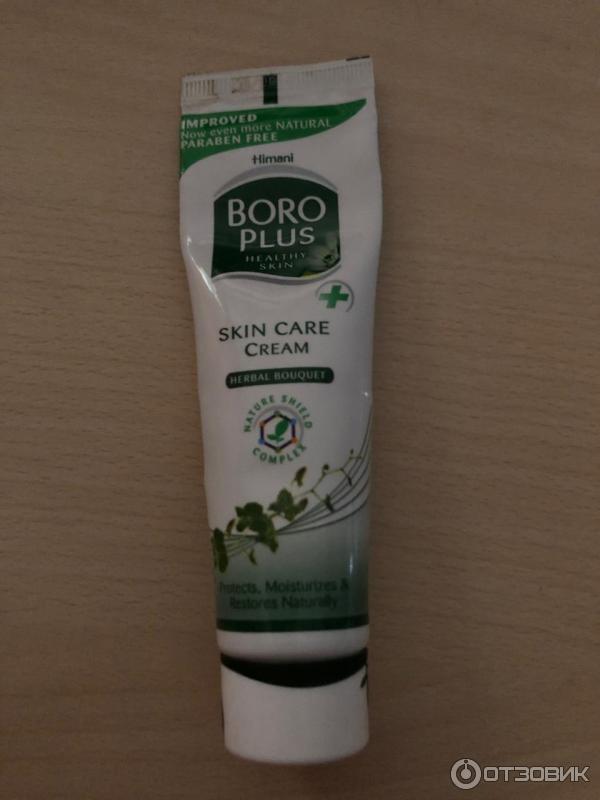 IMPROVED
Now even more NATURAL
PARABEN FREE
Himani
BORO
PLUS
HEALTHY
SKIN
SKIN CARE
CREAM
HERBAL BOUQUET
NATURE SHIELD
COMPLEX
Protects, Moisturizes &
Restores Naturally
ОТЗОВИК